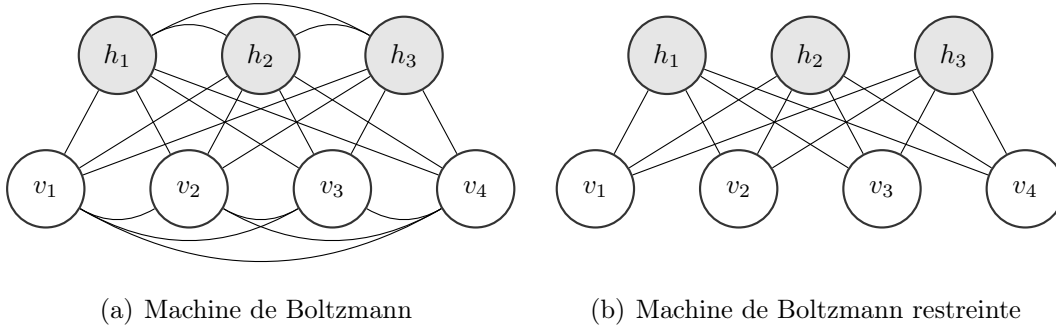 h1 h2 h3 h1 h2 h3
v1 v2 v3 v4 v1 v2 v3 v4
(a) Machine de Boltzmann (b) Machine de Boltzmann restreinte